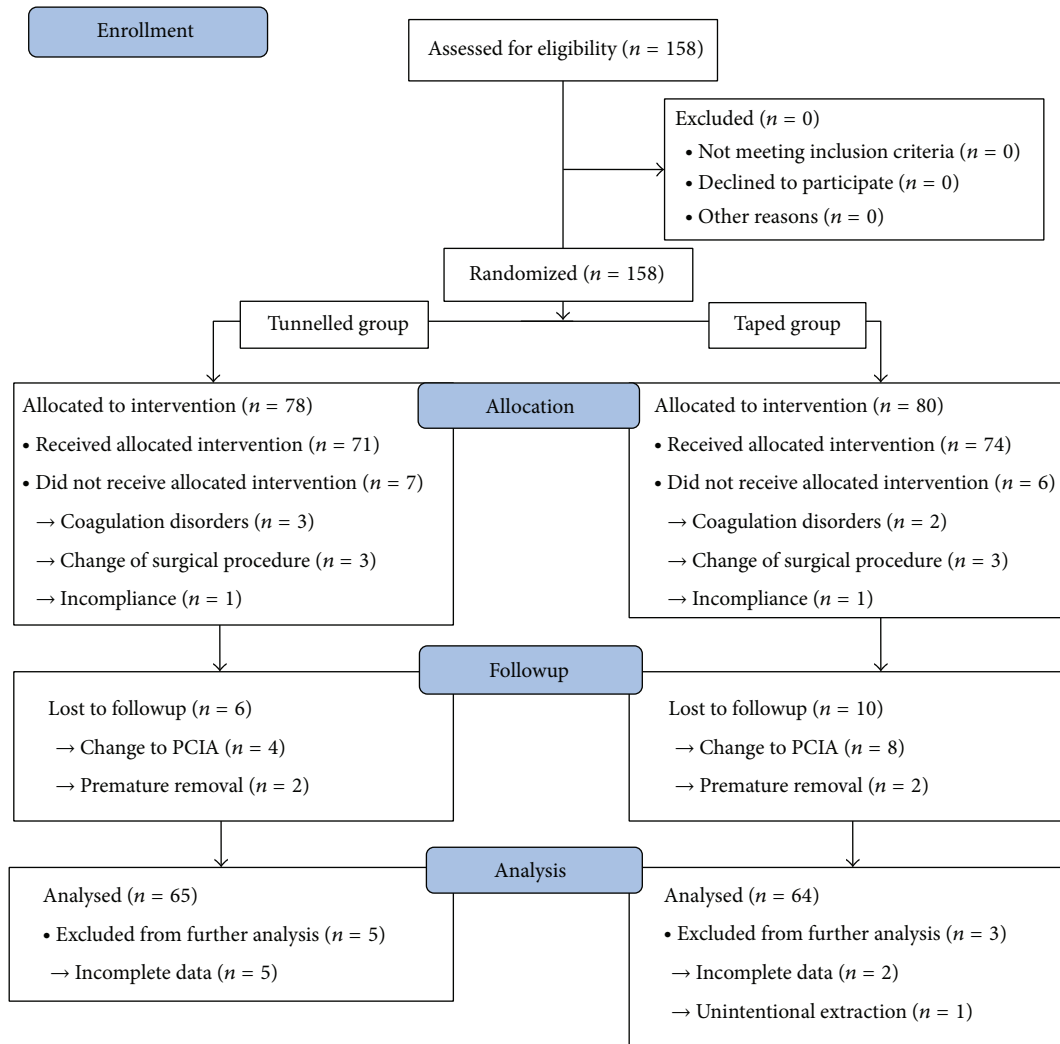 Enrollment
Assessed for eligibility (n = 158)
Excluded (n = 0)
• Not meeting inclusion criteria (n = 0)
• Declined to participate (n = 0)
• Other reasons (n = 0)
Randomized (n = 158)
Tunnelled group
Taped group
Allocation
Allocated to intervention (n = 78)
• Received allocated intervention (n = 71)
• Did not receive allocated intervention (n = 7)
→ Coagulation disorders (n = 3)
→ Change of surgical procedure (n = 3)
→ Incompliance (n = 1)
Allocated to intervention (n = 80)
• Received allocated intervention (n = 74)
• Did not receive allocated intervention (n = 6)
→ Coagulation disorders (n = 2)
→ Change of surgical procedure (n = 3)
→ Incompliance (n = 1)
Followup
Lost to followup (n = 6)
→ Change to PCIA (n = 4)
→ Premature removal (n = 2)
Lost to followup (n = 10)
→ Change to PCIA (n = 8)
→ Premature removal (n = 2)
Analysis
Analysed (n = 65)
• Excluded from further analysis (n = 5)
→ Incomplete data (n = 5)
Analysed (n = 64)
• Excluded from further analysis (n = 3)
→ Incomplete data (n = 2)
→ Unintentional extraction (n = 1)